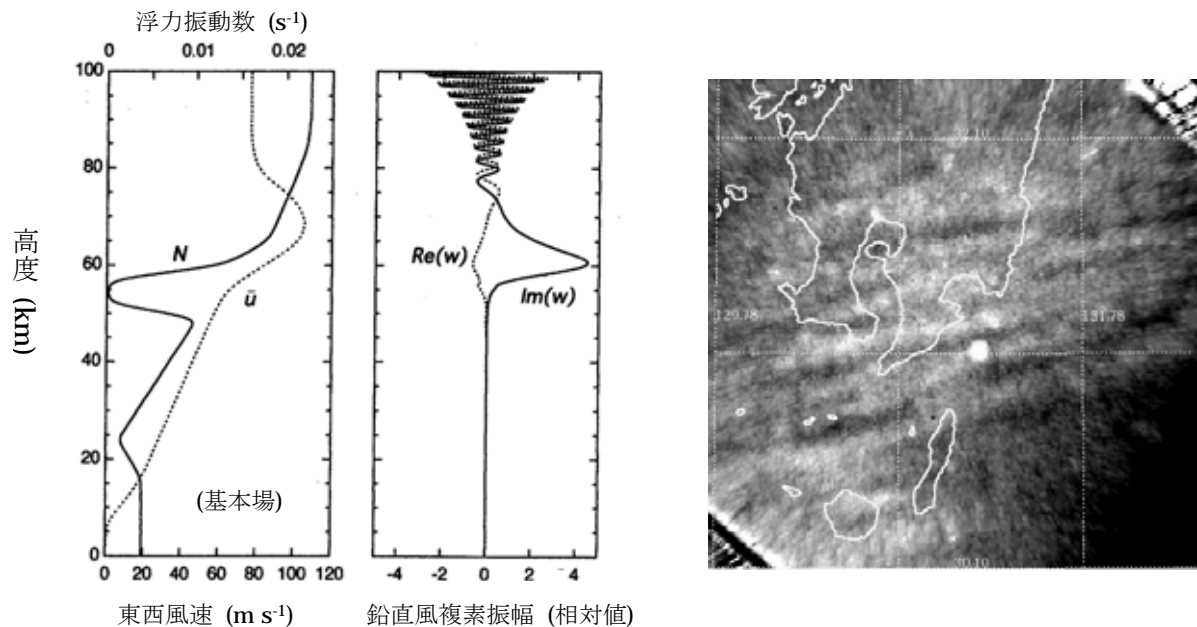 浮力振動数 (s-1)
0 0.01 0.02
100
80
60
40
20
0
高度 (km)
N
ū
(基本場)
0 20 40 60 80 100 120
東西風速 (m s-1)
Re(w)
Im(w)
-4 -2 0 2 4
鉛直風複素振幅 (相対値)
129.78
131.78